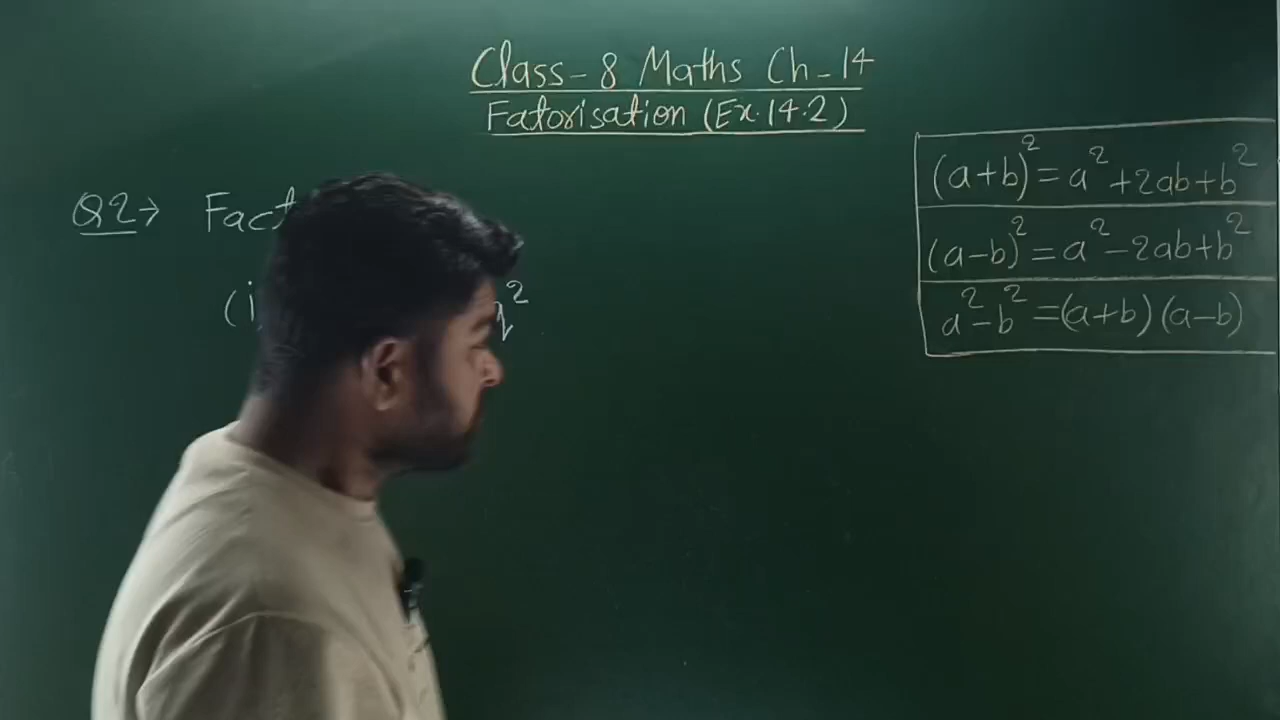 Class-8 Maths Ch-14
Fatorisation (Ex.14.2)
(a+b)²=a²+2ab+b²
(a-b)²=a²-2ab+b²
a²-b²=(a+b)(a-b)
Q2→
q²